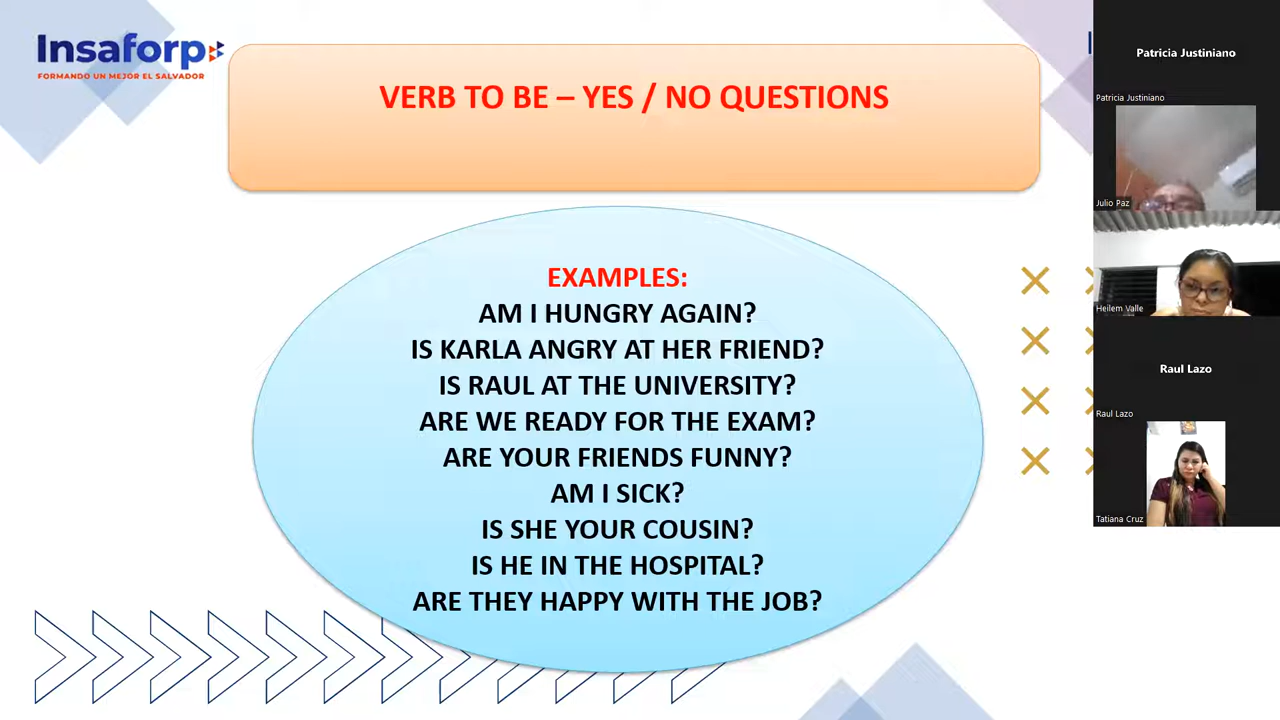 Insaforp
FORMANDO UN MEJOR EL SALVADOR
VERB TO BE – YES / NO QUESTIONS
EXAMPLES:
AM I HUNGRY AGAIN?
IS KARLA ANGRY AT HER FRIEND?
IS RAUL AT THE UNIVERSITY?
ARE WE READY FOR THE EXAM?
ARE YOUR FRIENDS FUNNY?
AM I SICK?
IS SHE YOUR COUSIN?
IS HE IN THE HOSPITAL?
ARE THEY HAPPY WITH THE JOB?
Patricia Justiniano
Patricia Justiniano
Julio Paz
Heilem Valle
Raul Lazo
Raul Lazo
Tatiana Cruz